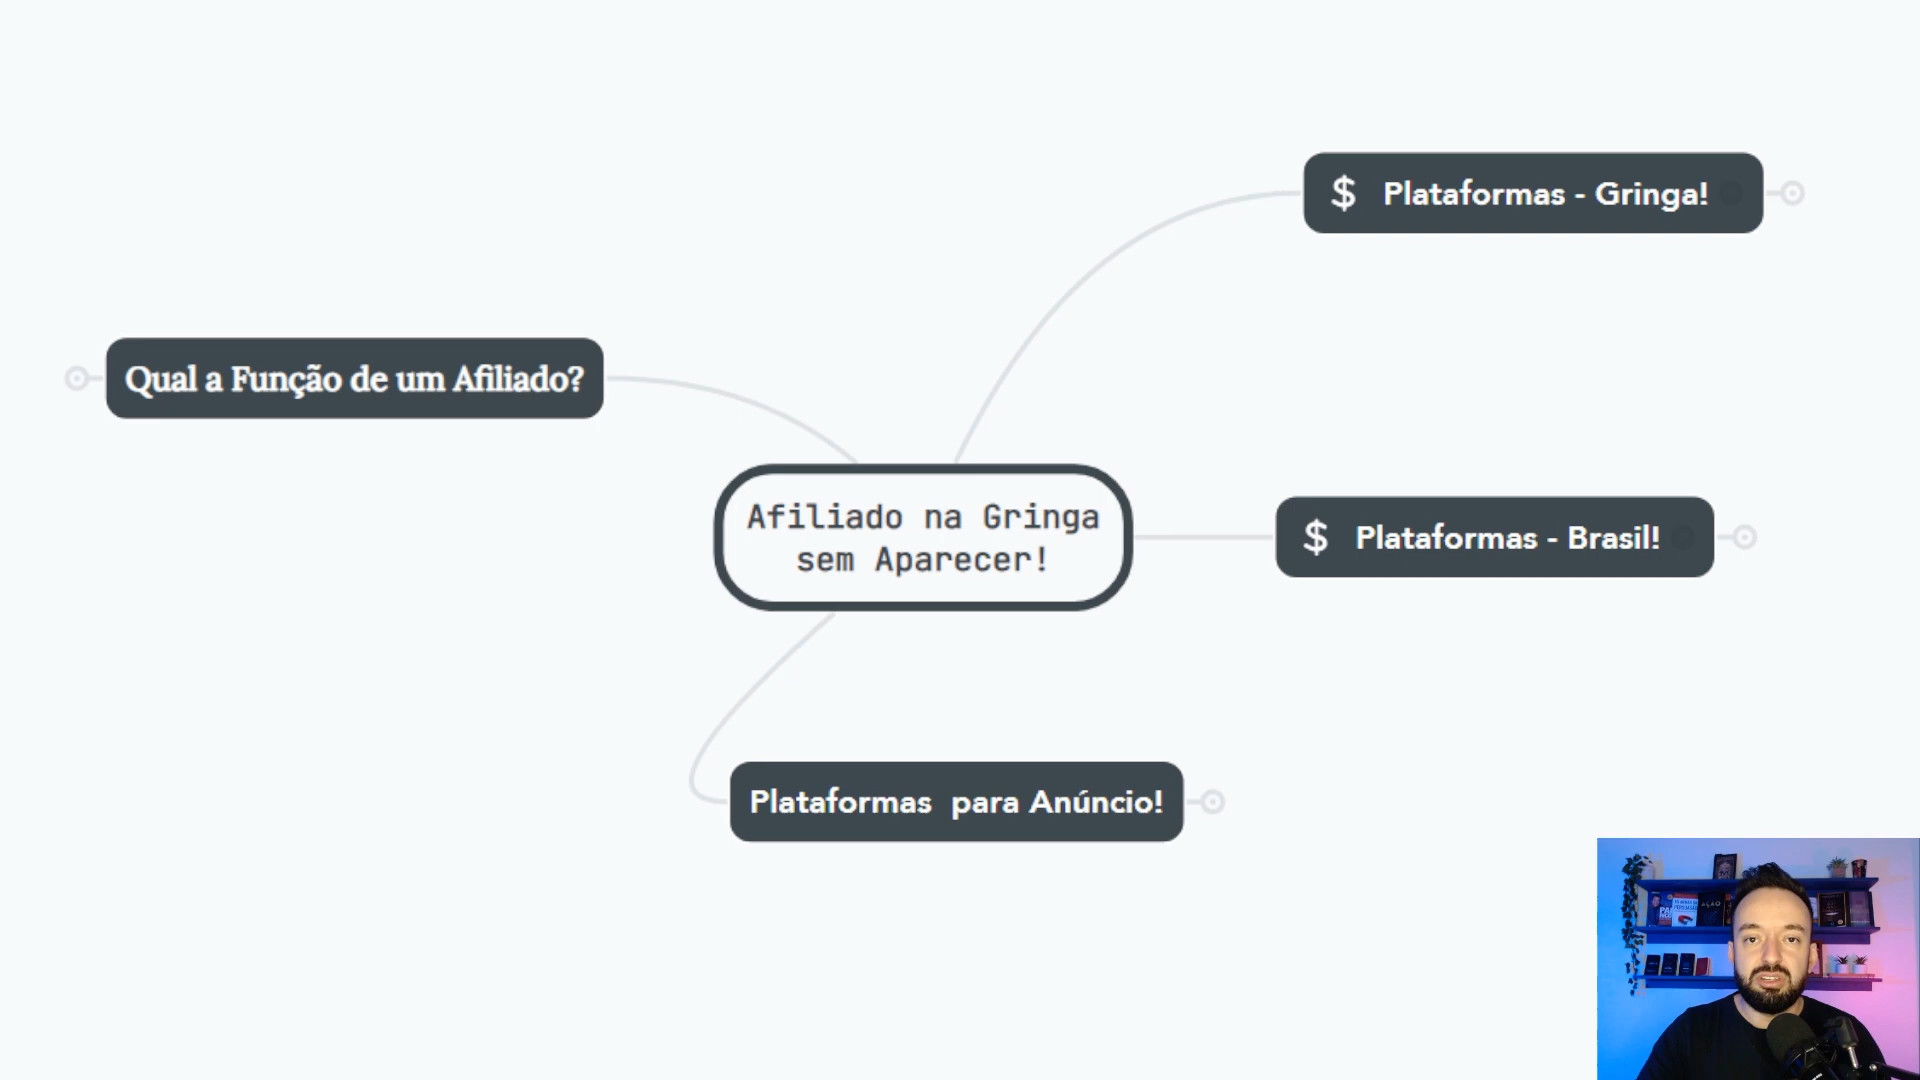 $ Plataformas - Gringa!
Qual a Função de um Afiliado?
Afiliado na Gringa
sem Aparecer!
$ Plataformas - Brasil!
Plataformas para Anúncio!